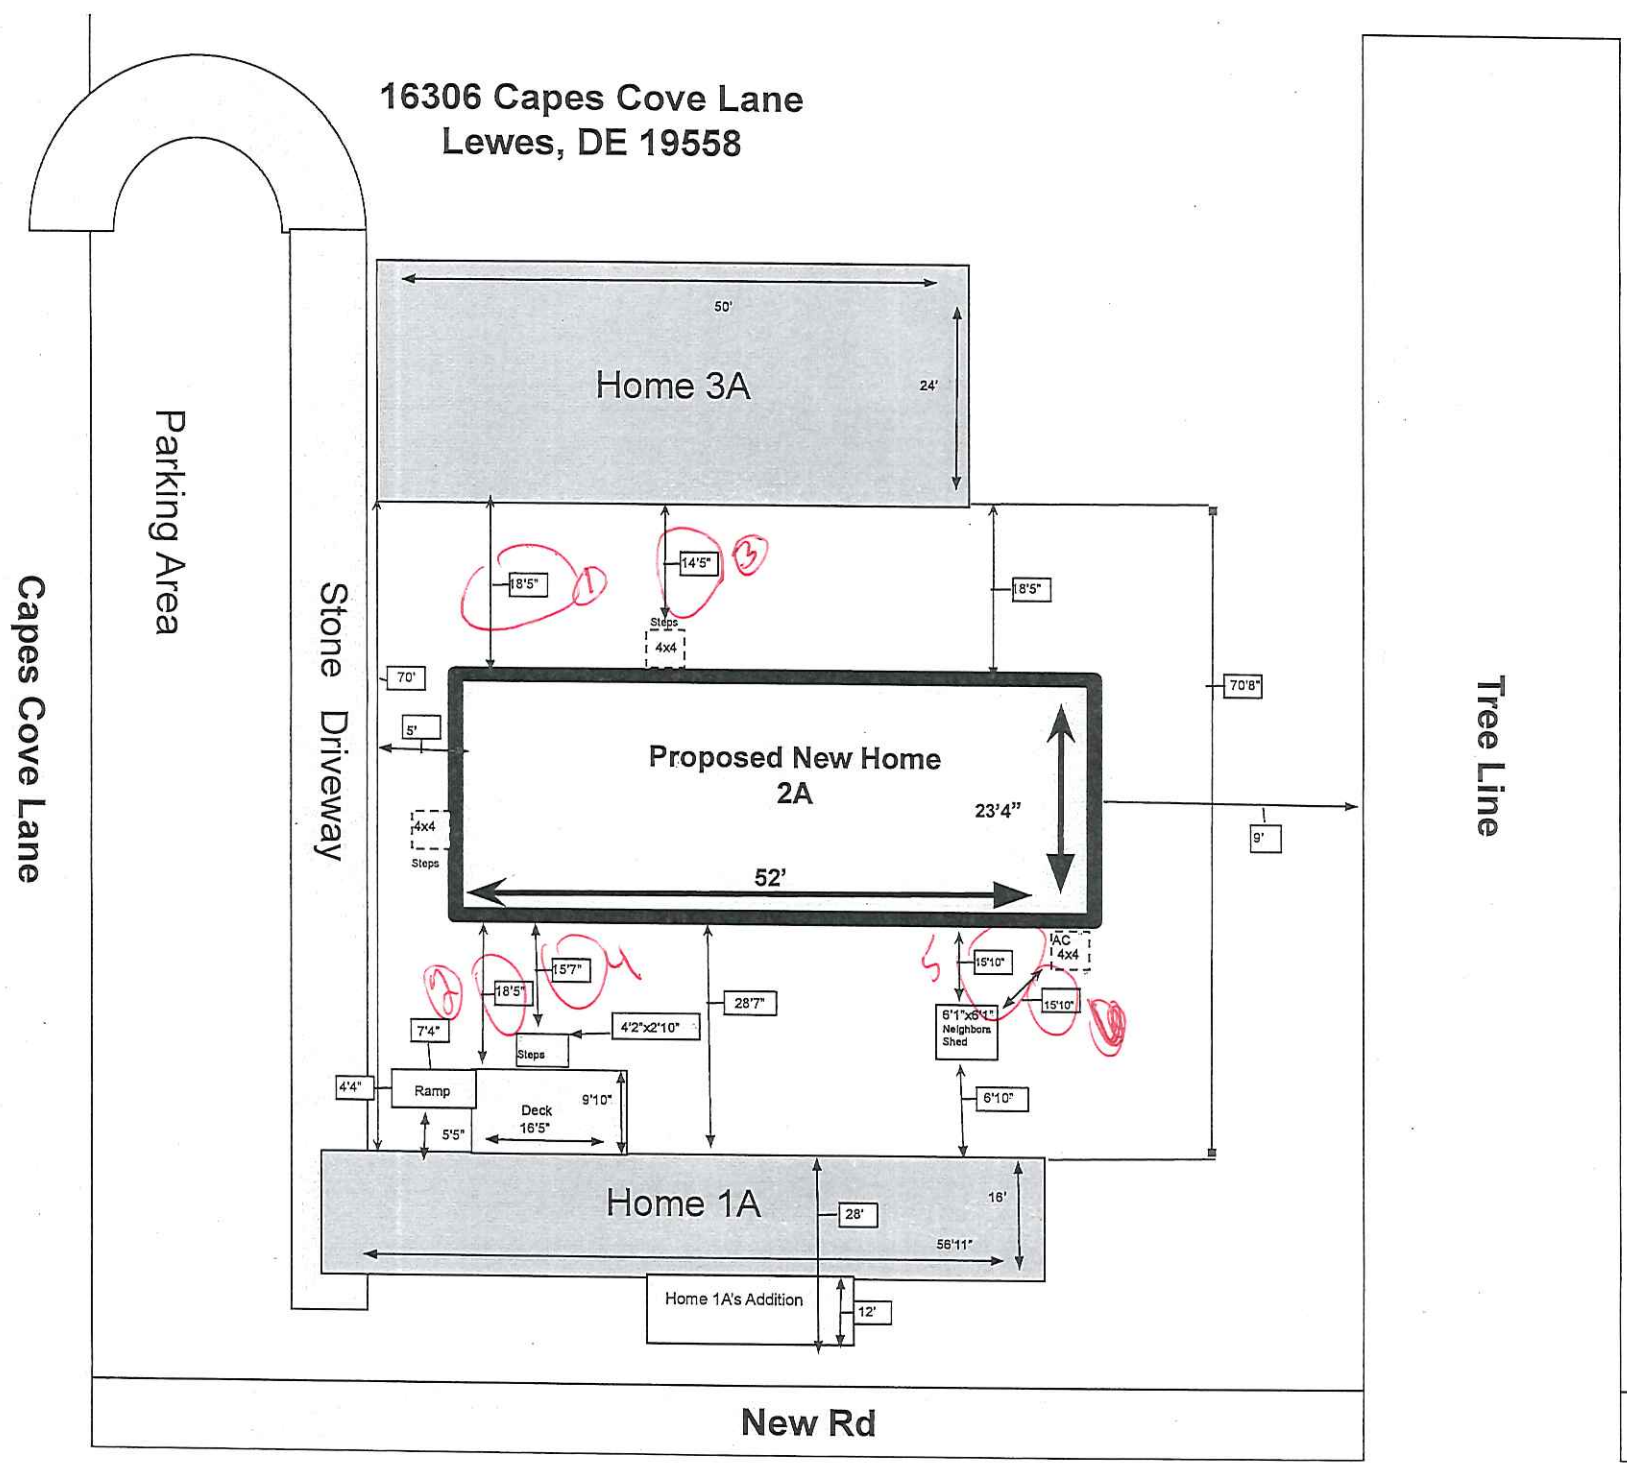 16306 Capes Cove Lane
Lewes, DE 19558
50'
Home 3A
24'
Parking Area
Capes Cove Lane
Stone Driveway
Tree Line
18'5"
1
14'5"
3
18'5"
Steps
4x4
70'
70'8"
5'
Proposed New Home
2A
23'4"
9'
4x4
Steps
52'
AC
4x4
15'7"
4
5
15'10"
2
18'5"
28'7"
15'10"
7'4"
4'2"x2'10"
6'1"x6'1"
Neighbors
Shed
Steps
4'4"
Ramp
9'10"
Deck
16'5"
6'10"
5'5"
Home 1A
28'
16'
56'11"
Home 1A's Addition
12'
New Rd